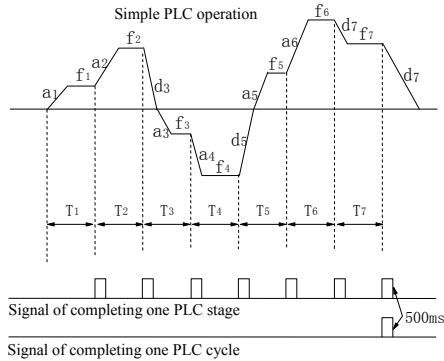 Simple PLC operation
a1 f1 a2 f2 d3 a3 f3 a4 f4 d5 a5 f5 a6 f6 d7 f7 d7
T1 T2 T3 T4 T5 T6 T7
Signal of completing one PLC stage
500ms
Signal of completing one PLC cycle